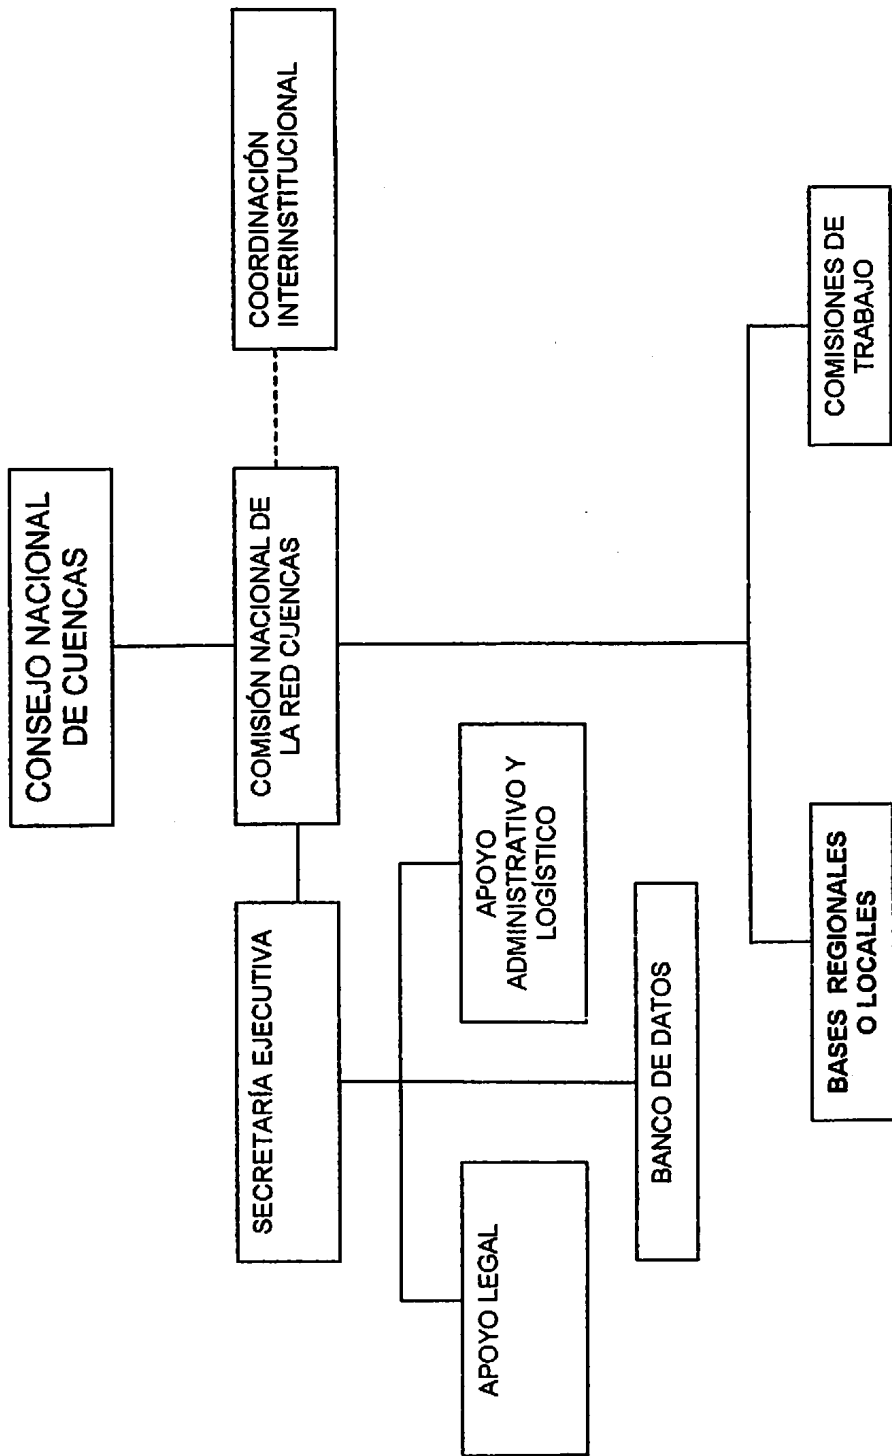 CONSEJO NACIONAL
DE CUENCAS
SECRETARÍA EJECUTIVA
COMISIÓN NACIONAL DE
LA RED CUENCAS
COORDINACIÓN
INTERINSTITUCIONAL
APOYO LEGAL
APOYO
ADMINISTRATIVO Y
LOGÍSTICO
BANCO DE DATOS
BASES REGIONALES
O LOCALES
COMISIONES DE
TRABAJO